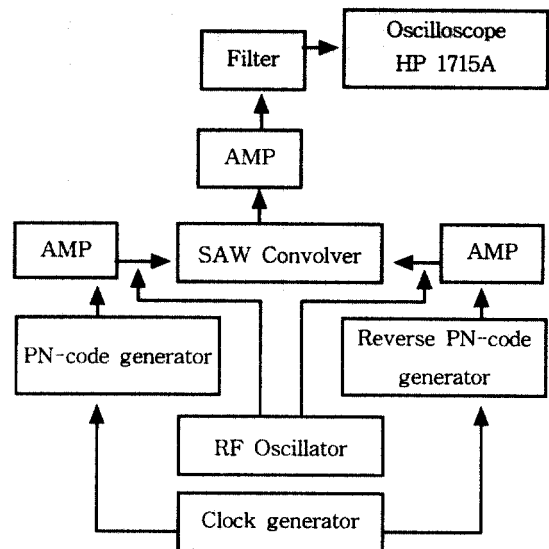 Oscilloscope
HP 1715A
Filter
AMP
AMP
SAW Convolver
AMP
PN-code generator
Reverse PN-code
generator
RF Oscillator
Clock generator